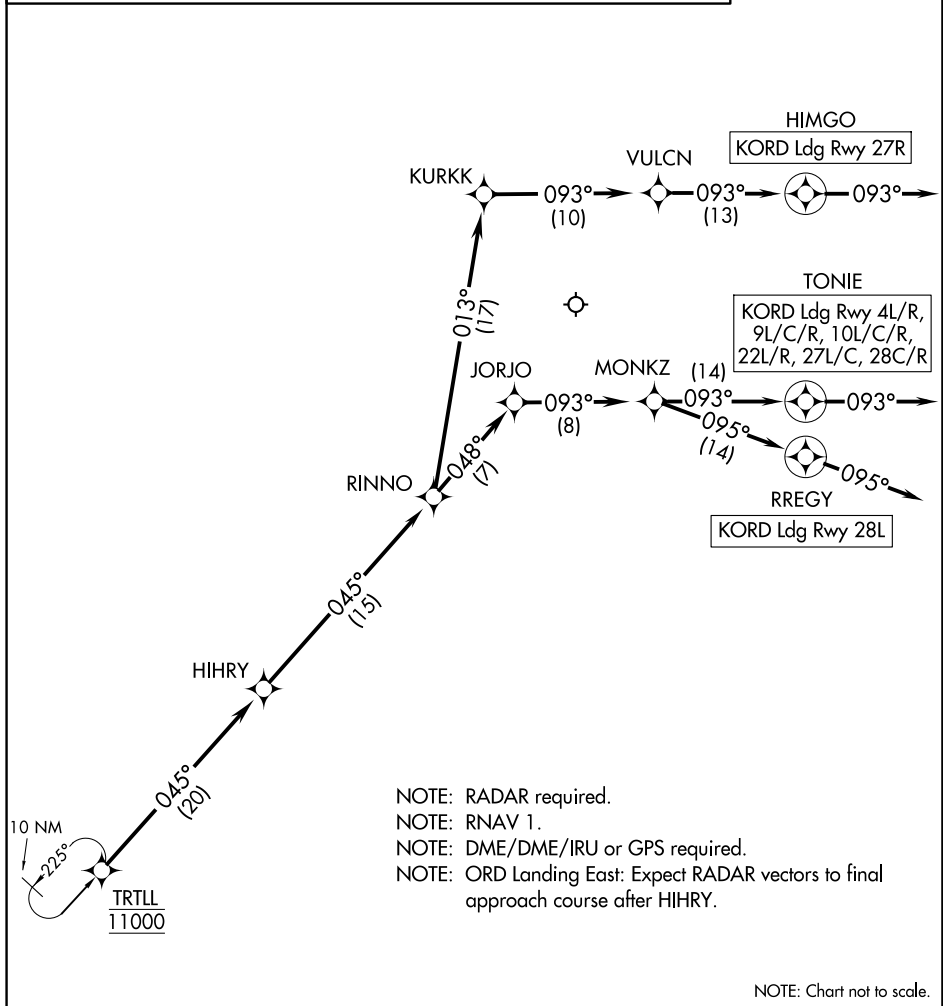 HIMGO
KORD Ldg Rwy 27R
VULCN
KURKK
093°
(10)
093°
(13)
093°
013°
(17)
TONIE
KORD Ldg Rwy 4L/R,
9L/C/R, 10L/C/R,
22L/R, 27L/C, 28C/R
JORJO
MONKZ
(14)
093°
(8)
093°
093°
095°
(14)
095°
048°
(7)
RINNO
RREGY
KORD Ldg Rwy 28L
045°
(15)
HIHRY
045°
(20)
10 NM
225°
TRTLL
11000
NOTE: RADAR required.
NOTE: RNAV 1.
NOTE: DME/DME/IRU or GPS required.
NOTE: ORD Landing East: Expect RADAR vectors to final
approach course after HIHRY.
NOTE: Chart not to scale.